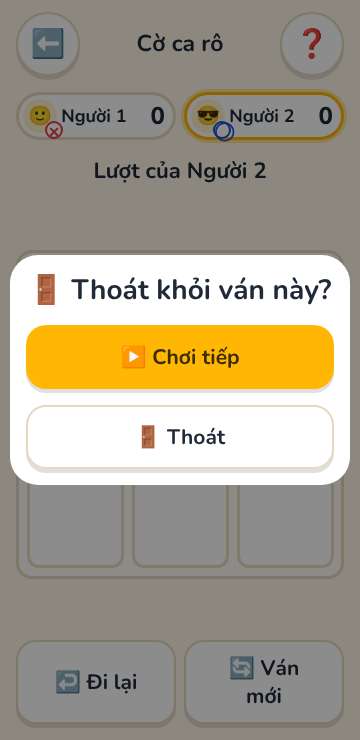 Cờ ca rô
Người 1 0
Người 2 0
Lượt của Người 2
Thoát khỏi ván này?
Chơi tiếp
Thoát
Đi lại
Ván
mới